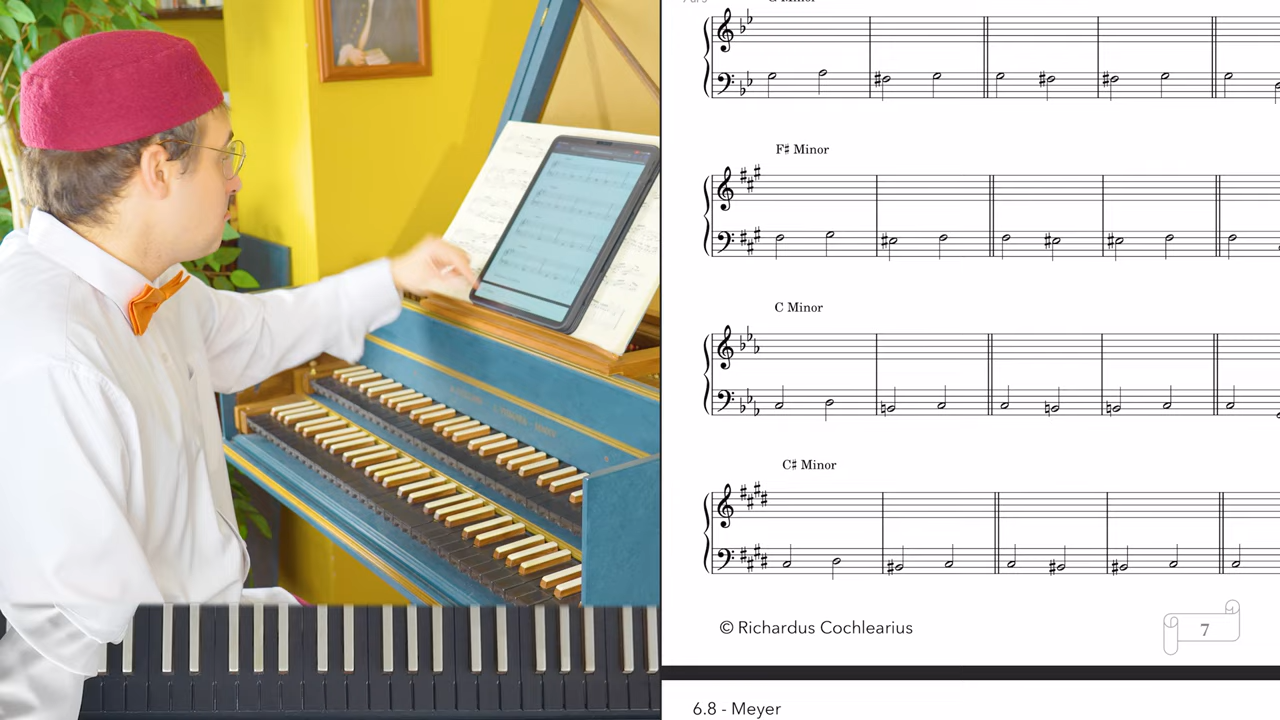 F♯ Minor
C Minor
C♯ Minor
© Richardus Cochlearius
7
6.8 - Meyer